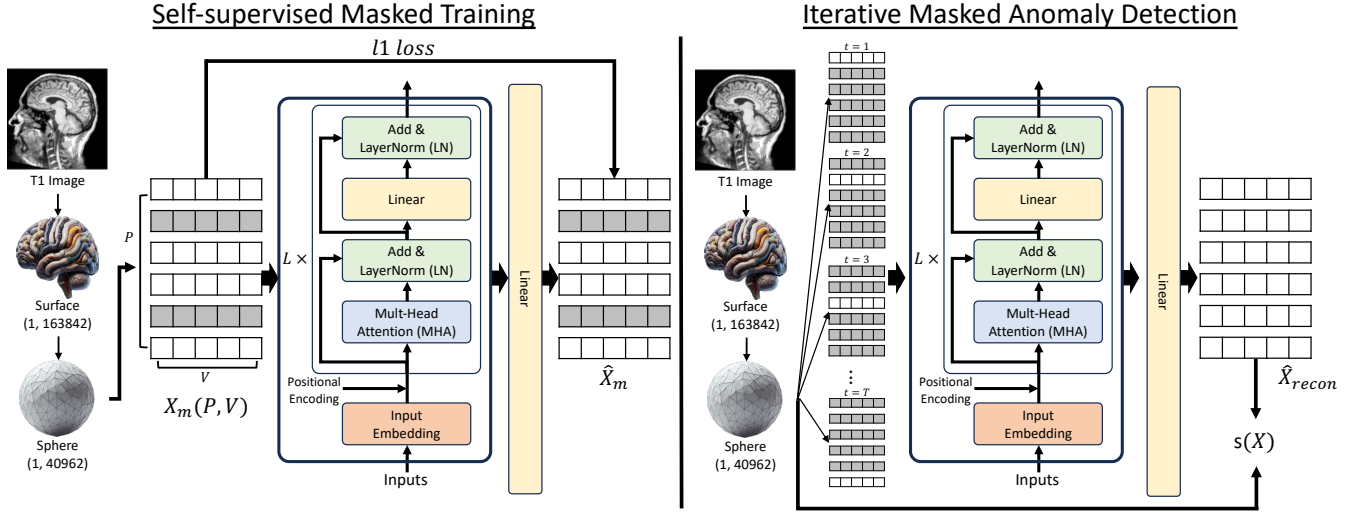 Self-supervised Masked Training
l1 loss
T1 Image
Surface
(1, 163842)
Sphere
(1, 40962)
P
V
X_m(P, V)
L ×
Add &
LayerNorm (LN)
Linear
Add &
LayerNorm (LN)
Mult-Head
Attention (MHA)
Positional
Encoding
Input
Embedding
Inputs
Linear
X̂_m
Iterative Masked Anomaly Detection
T1 Image
Surface
(1, 163842)
Sphere
(1, 40962)
t = 1
t = 2
t = 3
⋮
t = T
L ×
Add &
LayerNorm (LN)
Linear
Add &
LayerNorm (LN)
Mult-Head
Attention (MHA)
Positional
Encoding
Input
Embedding
Inputs
Linear
X̂_recon
s(X)